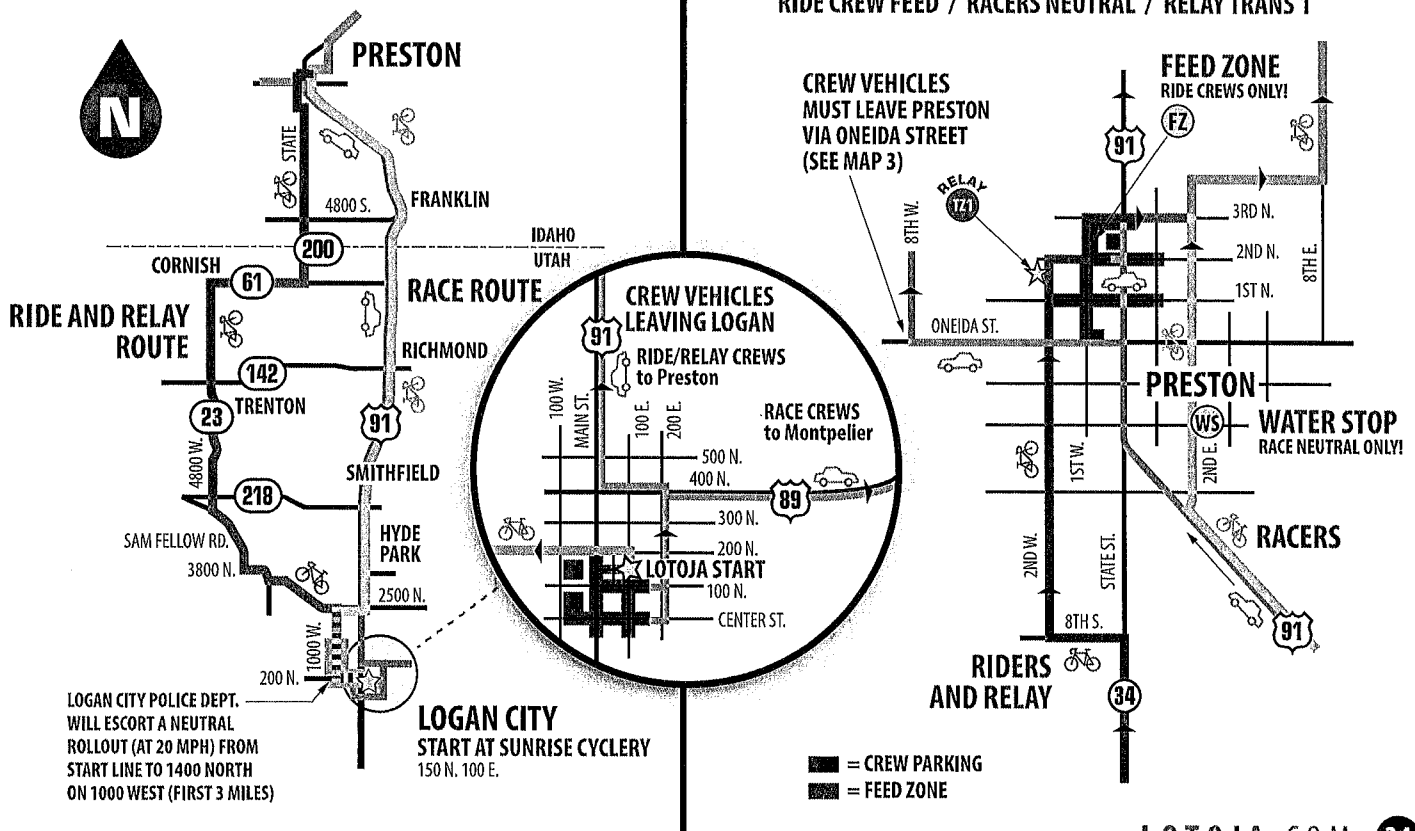 RIDE CREW FEED / RACERS NEUTRAL / RELAY TRANS 1
N
PRESTON
STATE
4800 S.
FRANKLIN
IDAHO
UTAH
200
CORNISH
61
RACE ROUTE
RIDE AND RELAY
ROUTE
RICHMOND
142
TRENTON
23
91
4800 W.
SMITHFIELD
218
SAM FELLOW RD.
3800 N.
HYDE
PARK
2500 N.
1000 W.
200 N.
LOGAN CITY POLICE DEPT.
WILL ESCORT A NEUTRAL
ROLLOUT (AT 20 MPH) FROM
START LINE TO 1400 NORTH
ON 1000 WEST (FIRST 3 MILES)
LOGAN CITY
START AT SUNRISE CYCLERY
150 N. 100 E.
CREW VEHICLES
LEAVING LOGAN
91
RIDE/RELAY CREWS
to Preston
100 W.
MAIN ST.
100 E.
200 E.
RACE CREWS
to Montpelier
500 N.
400 N.
89
300 N.
200 N.
LOTOJA START
100 N.
CENTER ST.
CREW VEHICLES
MUST LEAVE PRESTON
VIA ONEIDA STREET
(SEE MAP 3)
FEED ZONE
RIDE CREWS ONLY!
FZ
91
RELAY
TZ1
8TH W.
3RD N.
2ND N.
1ST N.
8TH E.
ONEIDA ST.
PRESTON
WS
WATER STOP
RACE NEUTRAL ONLY!
1ST W.
2ND E.
2ND W.
STATE ST.
RACERS
91
8TH S.
RIDERS
AND RELAY
34
= CREW PARKING
= FEED ZONE
LOTOJA.COM